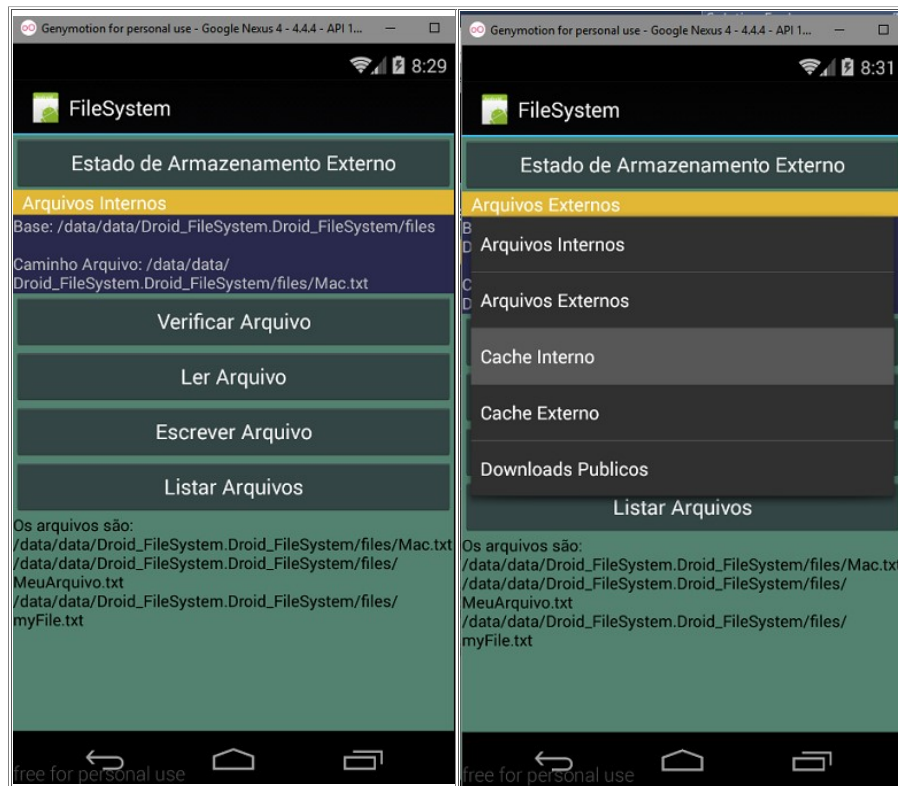 Genymotion for personal use - Google Nexus 4 - 4.4.4 - API 1...
8:29
FileSystem
Estado de Armazenamento Externo
Arquivos Internos
Base: /data/data/Droid_FileSystem.Droid_FileSystem/files
Caminho Arquivo: /data/data/
Droid_FileSystem.Droid_FileSystem/files/Mac.txt
Verificar Arquivo
Ler Arquivo
Escrever Arquivo
Listar Arquivos
Os arquivos são:
/data/data/Droid_FileSystem.Droid_FileSystem/files/Mac.txt
/data/data/Droid_FileSystem.Droid_FileSystem/files/
MeuArquivo.txt
/data/data/Droid_FileSystem.Droid_FileSystem/files/
myFile.txt
free for personal use
Genymotion for personal use - Google Nexus 4 - 4.4.4 - API 1...
8:31
FileSystem
Estado de Armazenamento Externo
Arquivos Externos
B
D
C
D
Arquivos Internos
Arquivos Externos
Cache Interno
Cache Externo
Downloads Publicos
Listar Arquivos
Os arquivos são:
/data/data/Droid_FileSystem.Droid_FileSystem/files/Mac.txt
/data/data/Droid_FileSystem.Droid_FileSystem/files/
MeuArquivo.txt
/data/data/Droid_FileSystem.Droid_FileSystem/files/
myFile.txt
free for personal use